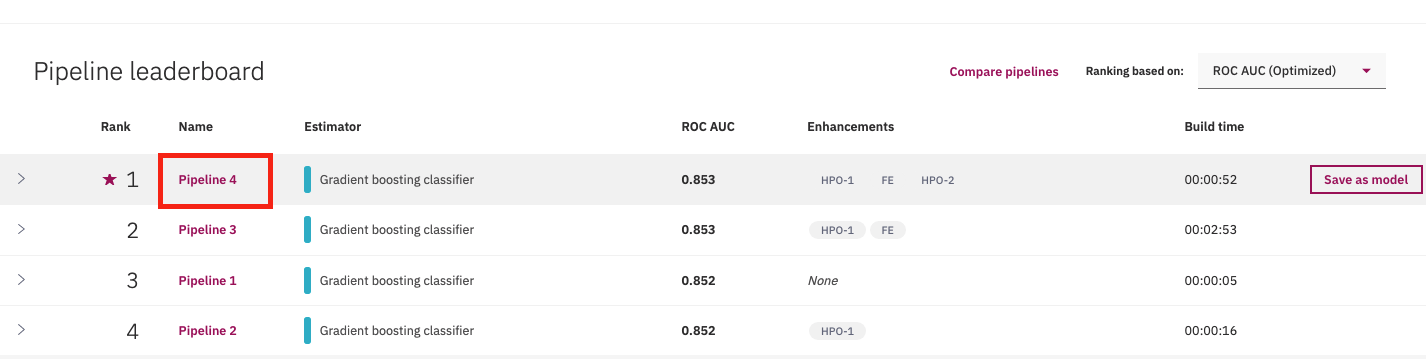 Pipeline leaderboard Compare pipelines Ranking based on: ROC AUC (Optimized)
Rank Name Estimator ROC AUC Enhancements Build time
1 Pipeline 4 Gradient boosting classifier 0.853 HPO-1 FE HPO-2 00:00:52 Save as model
2 Pipeline 3 Gradient boosting classifier 0.853 HPO-1 FE 00:02:53
3 Pipeline 1 Gradient boosting classifier 0.852 None 00:00:05
4 Pipeline 2 Gradient boosting classifier 0.852 HPO-1 00:00:16